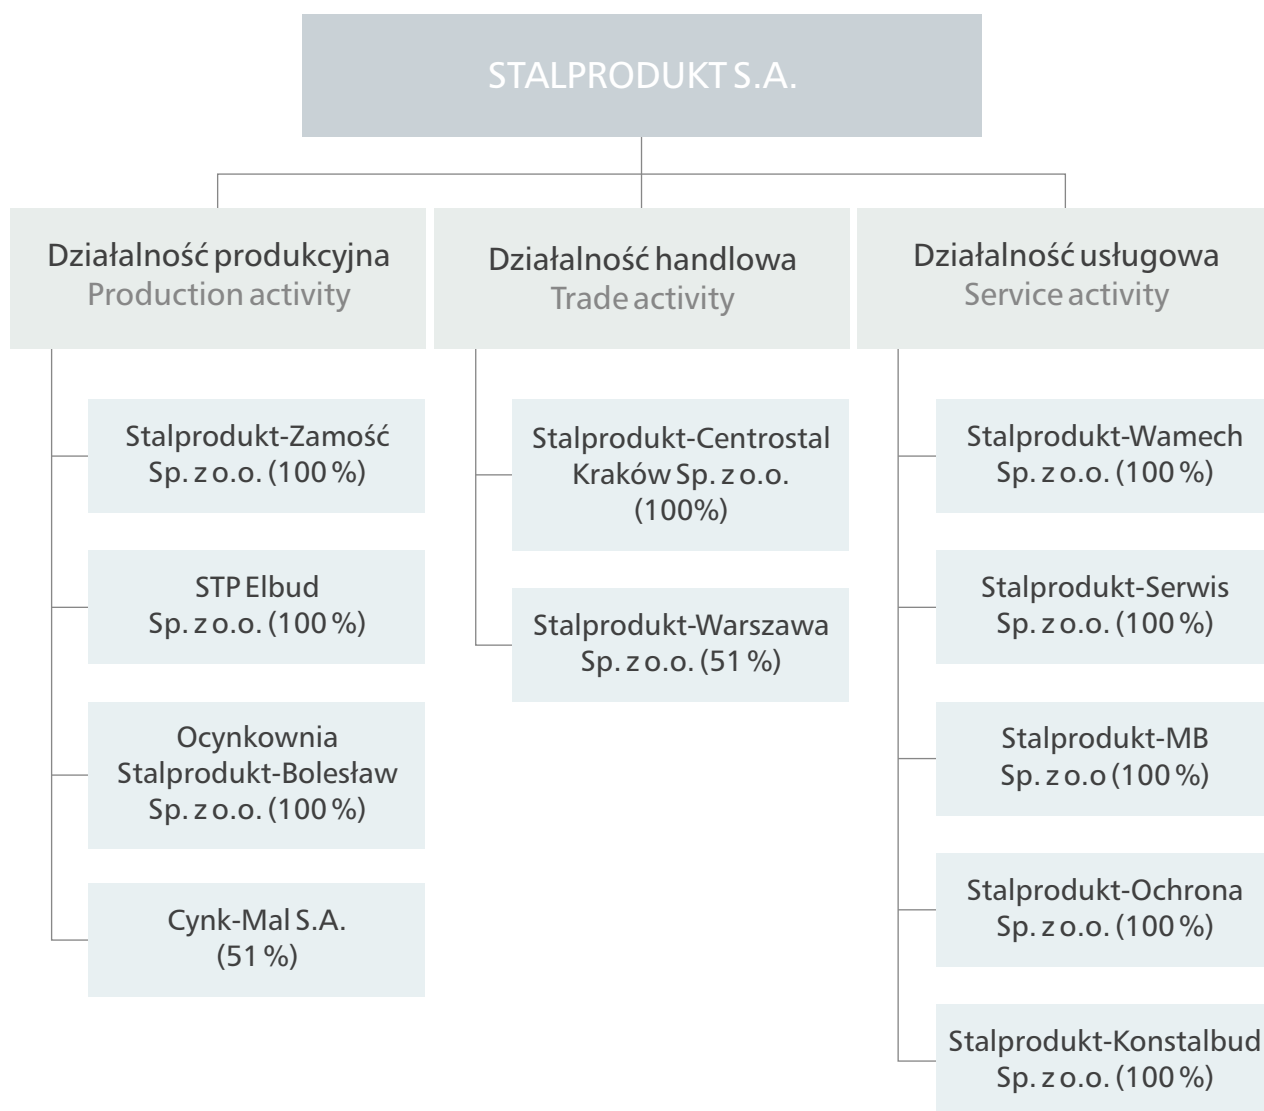 STALPRODUKT S.A.
Działalność produkcyjna
Production activity
Działalność handlowa
Trade activity
Działalność usługowa
Service activity
Stalprodukt-Zamość
Sp. z o.o. (100 %)
STP Elbud
Sp. z o.o. (100 %)
Ocynkownia
Stalprodukt-Bolesław
Sp. z o.o. (100 %)
Cynk-Mal S.A.
(51 %)
Stalprodukt-Centrostal
Kraków Sp. z o.o.
(100%)
Stalprodukt-Warszawa
Sp. z o.o. (51 %)
Stalprodukt-Wamech
Sp. z o.o. (100 %)
Stalprodukt-Serwis
Sp. z o.o. (100 %)
Stalprodukt-MB
Sp. z o.o (100 %)
Stalprodukt-Ochrona
Sp. z o.o. (100 %)
Stalprodukt-Konstalbud
Sp. z o.o. (100 %)